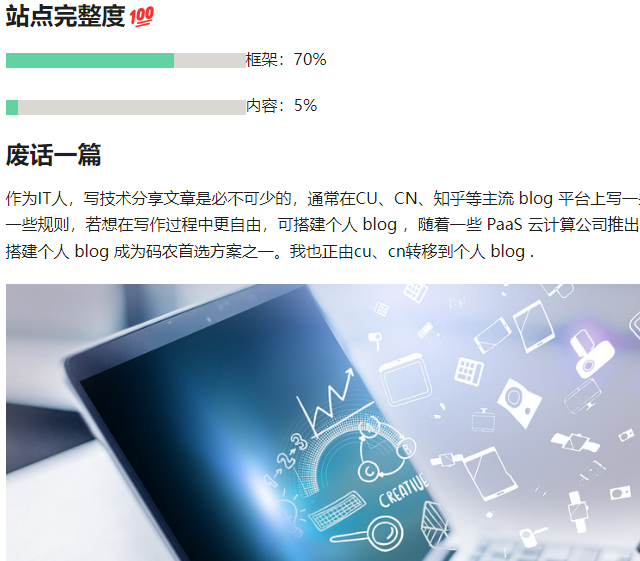 站点完整度💯
框架：70%
内容：5%
废话一篇
作为IT人，写技术分享文章是必不可少的，通常在CU、CN、知乎等主流 blog 平台上写一
一些规则，若想在写作过程中更自由，可搭建个人 blog ，随着一些 PaaS 云计算公司推出
搭建个人 blog 成为码农首选方案之一。我也正由cu、cn转移到个人 blog .
1-2-3
C
B
CREATIVE